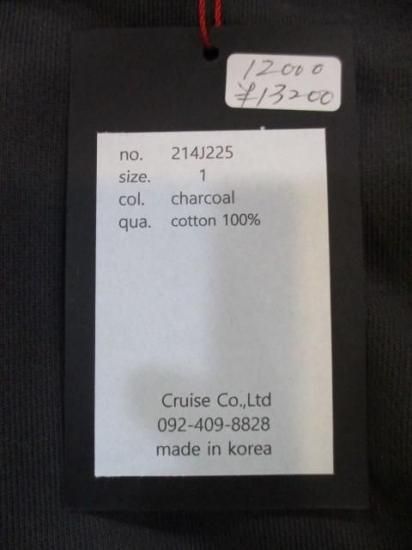 12000
¥13200
no. 214J225
size. 1
col. charcoal
qua. cotton 100%
Cruise Co.,Ltd
092-409-8828
made in korea